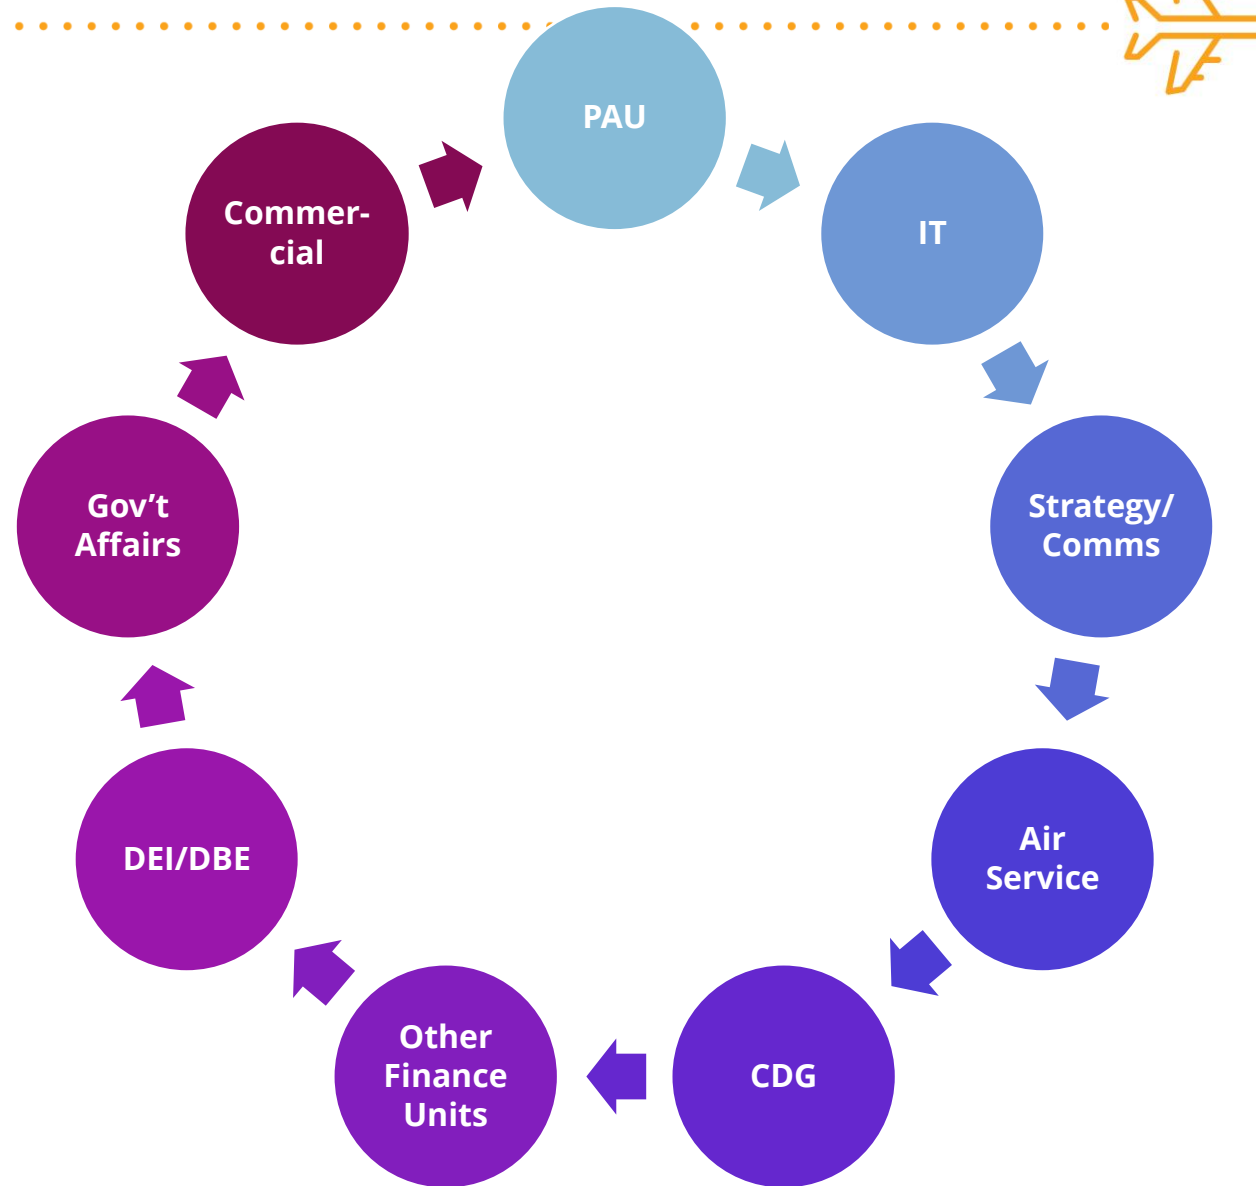 PAU
IT
Strategy/
Comms
Air
Service
CDG
Other
Finance
Units
DEI/DBE
Gov’t
Affairs
Commer-
cial